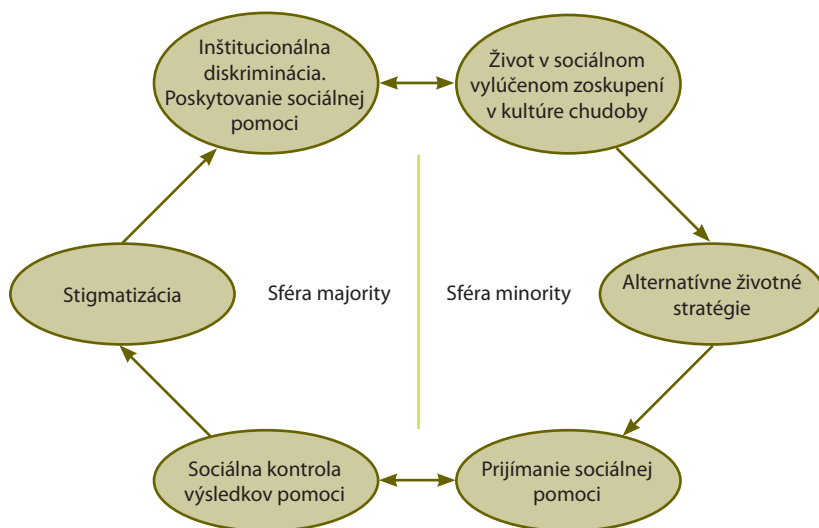 Inštitucionálna
diskriminácia.
Poskytovanie sociálnej
pomoci
Život v sociálnom
vylúčenom zoskupení
v kultúre chudoby
Stigmatizácia
Sféra majority
Sféra minority
Alternatívne životné
stratégie
Sociálna kontrola
výsledkov pomoci
Prijímanie sociálnej
pomoci